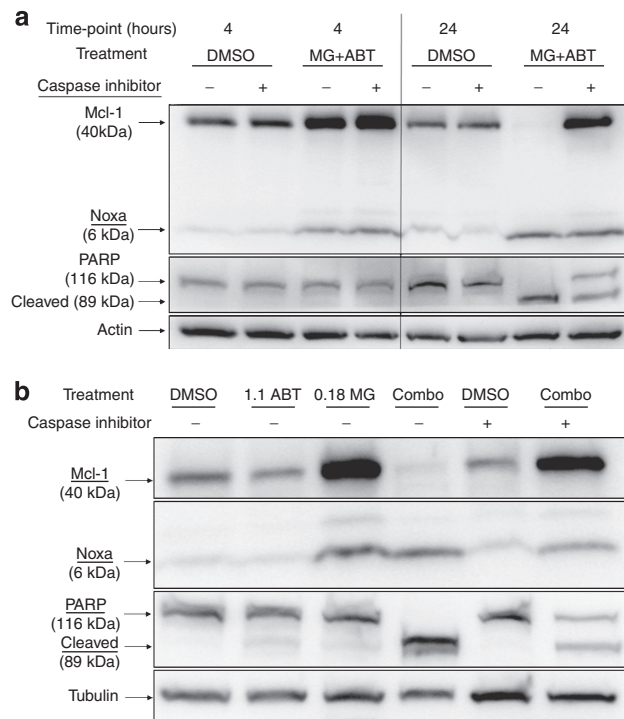 a
Time-point (hours) 4 4 24 24
Treatment DMSO MG+ABT DMSO MG+ABT
Caspase inhibitor – + – + – + – +
Mcl-1
(40kDa)
Noxa
(6 kDa)
PARP
(116 kDa)
Cleaved (89 kDa)
Actin
b
Treatment DMSO 1.1 ABT 0.18 MG Combo DMSO Combo
Caspase inhibitor – – – – + +
Mcl-1
(40 kDa)
Noxa
(6 kDa)
PARP
(116 kDa)
Cleaved
(89 kDa)
Tubulin